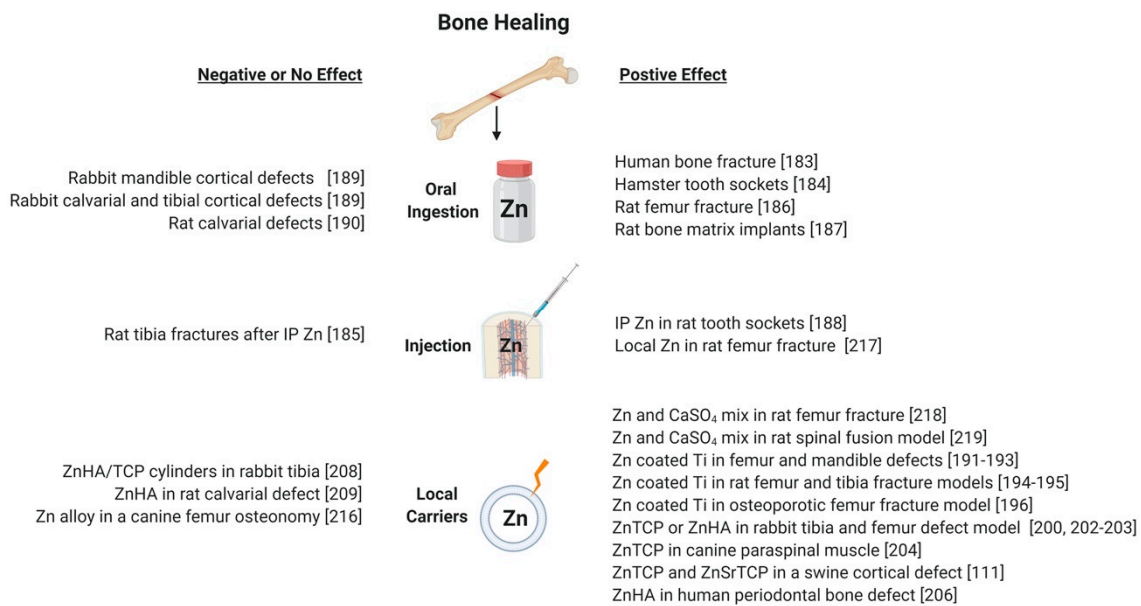 Bone Healing
Negative or No Effect
Postive Effect
Rabbit mandible cortical defects [189]
Rabbit calvarial and tibial cortical defects [189]
Rat calvarial defects [190]
Oral
Ingestion
Zn
Human bone fracture [183]
Hamster tooth sockets [184]
Rat femur fracture [186]
Rat bone matrix implants [187]
Rat tibia fractures after IP Zn [185]
Injection
Zn
IP Zn in rat tooth sockets [188]
Local Zn in rat femur fracture [217]
ZnHA/TCP cylinders in rabbit tibia [208]
ZnHA in rat calvarial defect [209]
Zn alloy in a canine femur osteonomy [216]
Local
Carriers
Zn
Zn and CaSO₄ mix in rat femur fracture [218]
Zn and CaSO₄ mix in rat spinal fusion model [219]
Zn coated Ti in femur and mandible defects [191-193]
Zn coated Ti in rat femur and tibia fracture models [194-195]
Zn coated Ti in osteoporotic femur fracture model [196]
ZnTCP or ZnHA in rabbit tibia and femur defect model [200, 202-203]
ZnTCP in canine paraspinal muscle [204]
ZnTCP and ZnSrTCP in a swine cortical defect [111]
ZnHA in human periodontal bone defect [206]